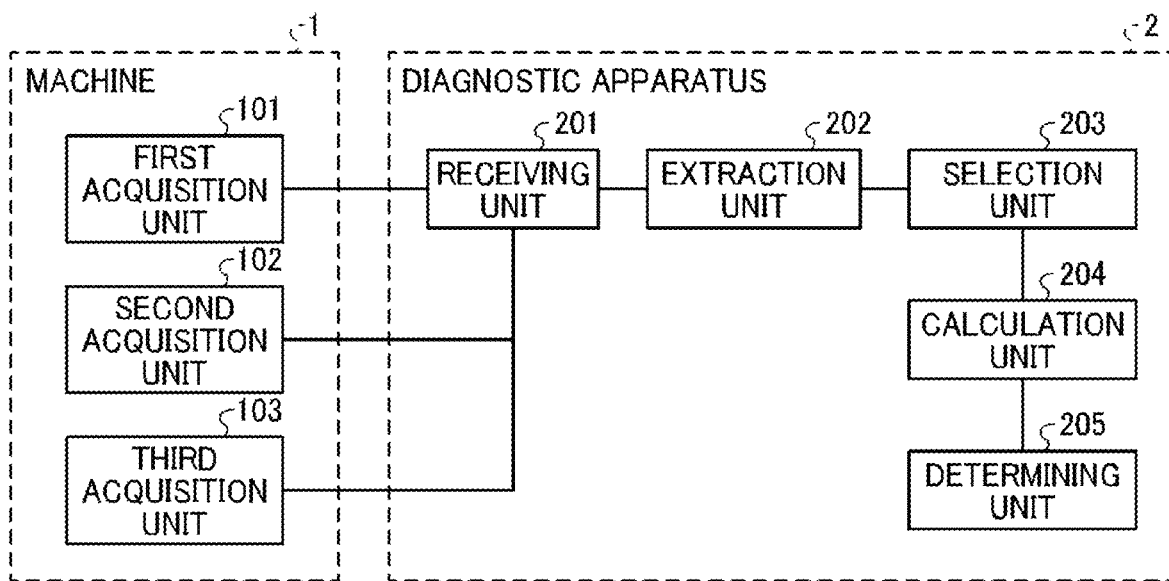 1
MACHINE
101
FIRST
ACQUISITION
UNIT
102
SECOND
ACQUISITION
UNIT
103
THIRD
ACQUISITION
UNIT
2
DIAGNOSTIC APPARATUS
201
RECEIVING
UNIT
202
EXTRACTION
UNIT
203
SELECTION
UNIT
204
CALCULATION
UNIT
205
DETERMINING
UNIT